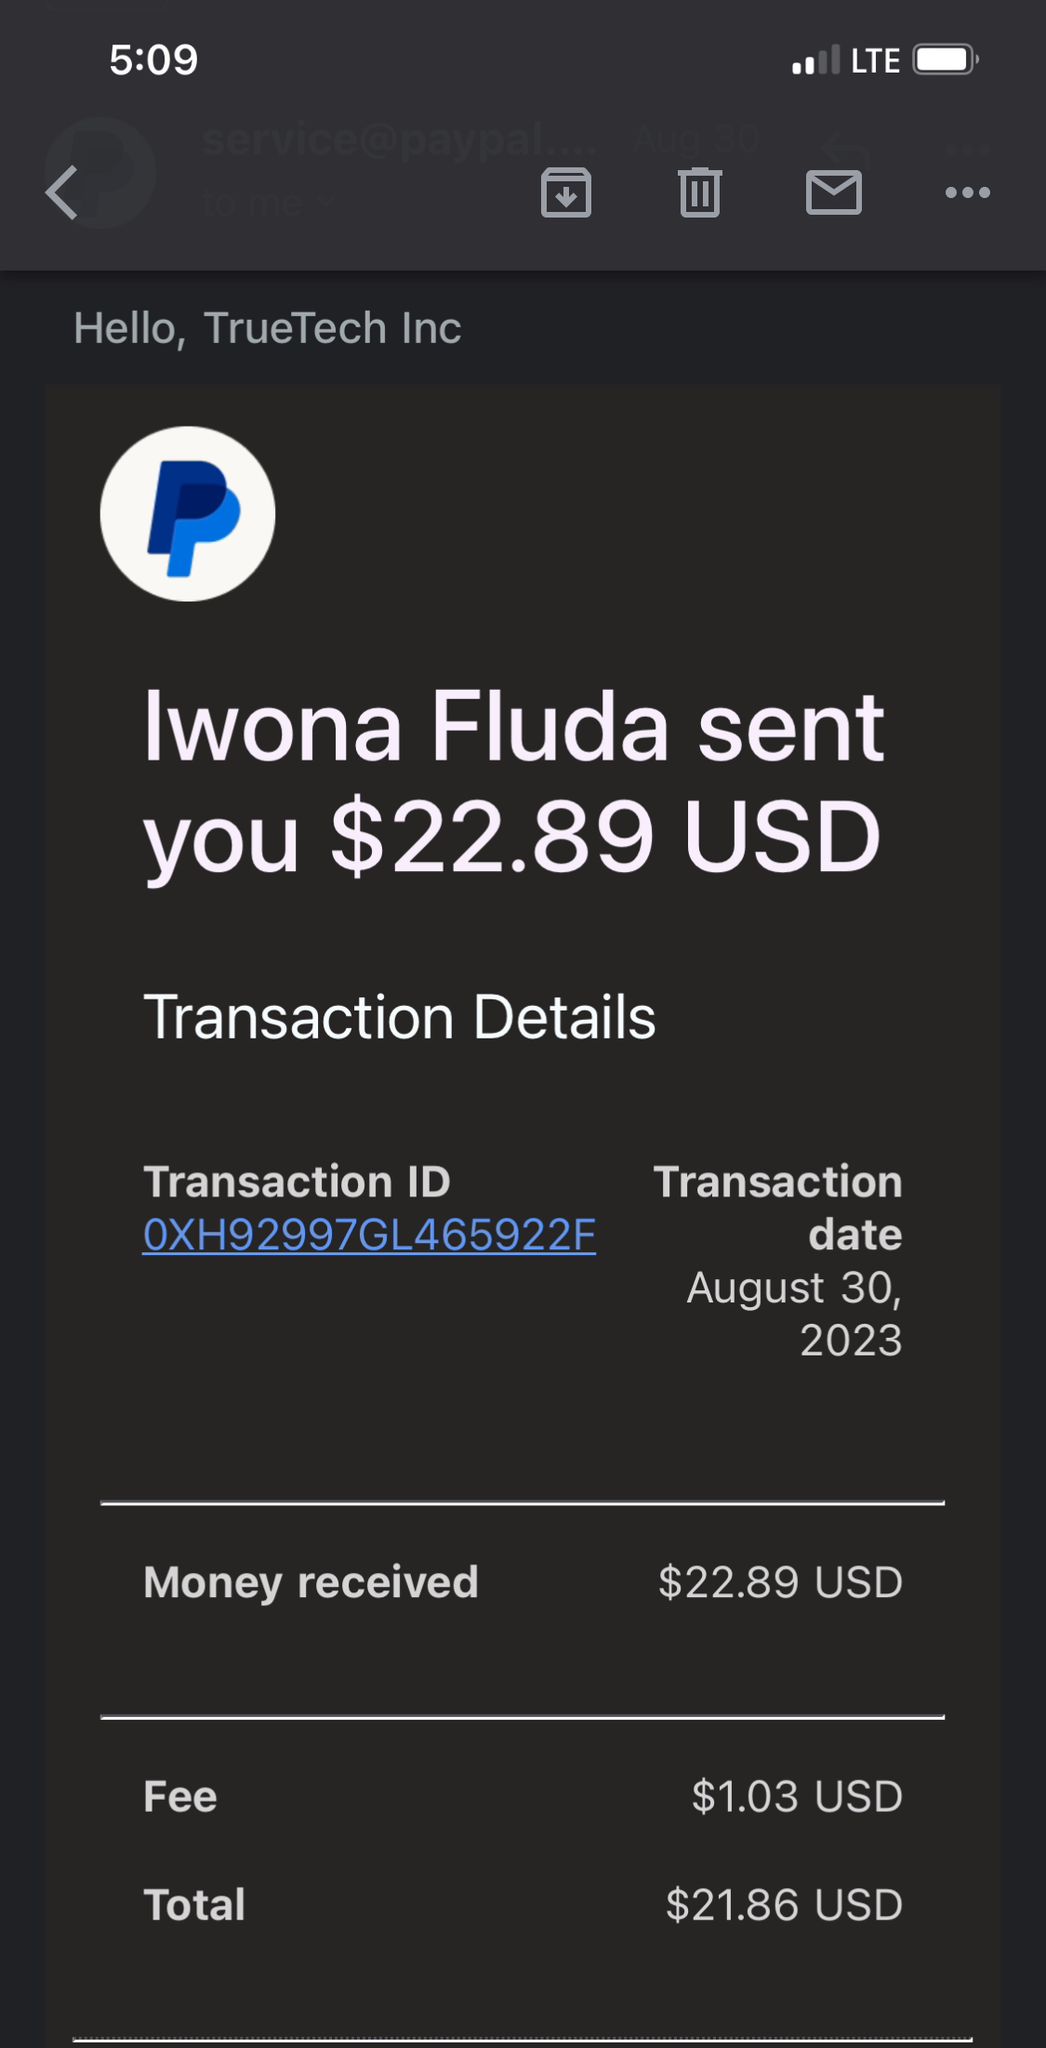 5:09
LTE
service@paypal....
Aug 30
to me
Hello, TrueTech Inc
Iwona Fluda sent
you $22.89 USD
Transaction Details
Transaction ID
0XH92997GL465922F
Transaction
date
August 30,
2023
Money received $22.89 USD
Fee $1.03 USD
Total $21.86 USD